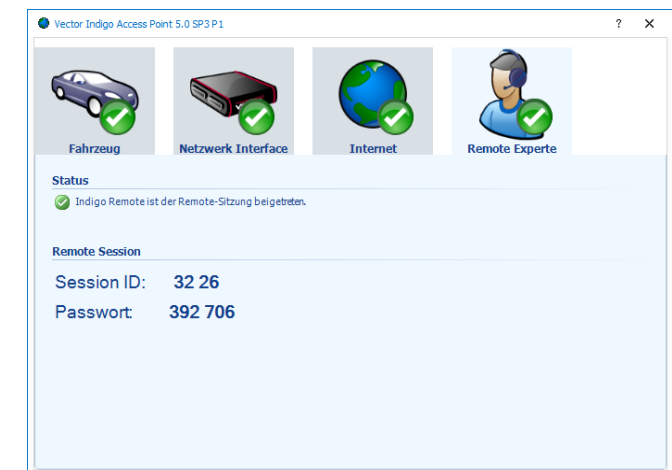 Vector Indigo Access Point 5.0 SP3 P1
Fahrzeug
Netzwerk Interface
Internet
Remote Experte
Status
Indigo Remote ist der Remote-Sitzung beigetreten.
Remote Session
Session ID: 32 26
Passwort: 392 706